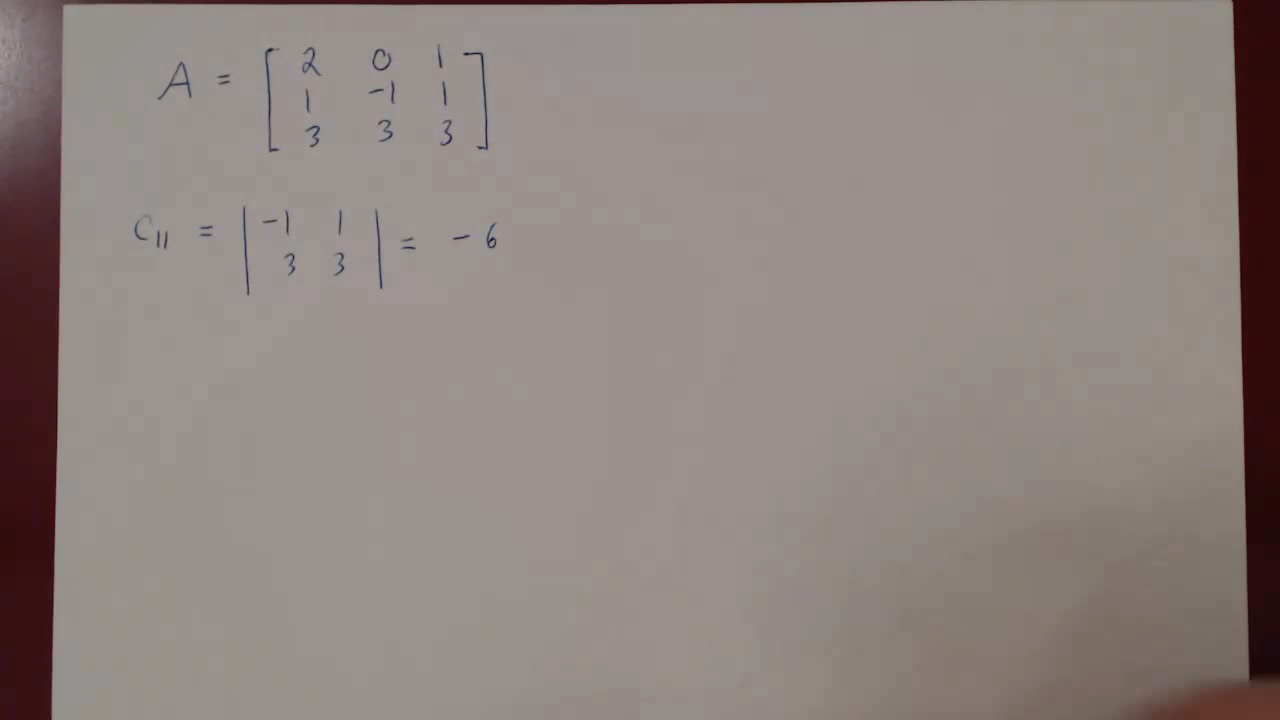 A = [ 2 0 1
1 -1 1
3 3 3 ]
C11 = | -1 1 | = -6
| 3 3 |